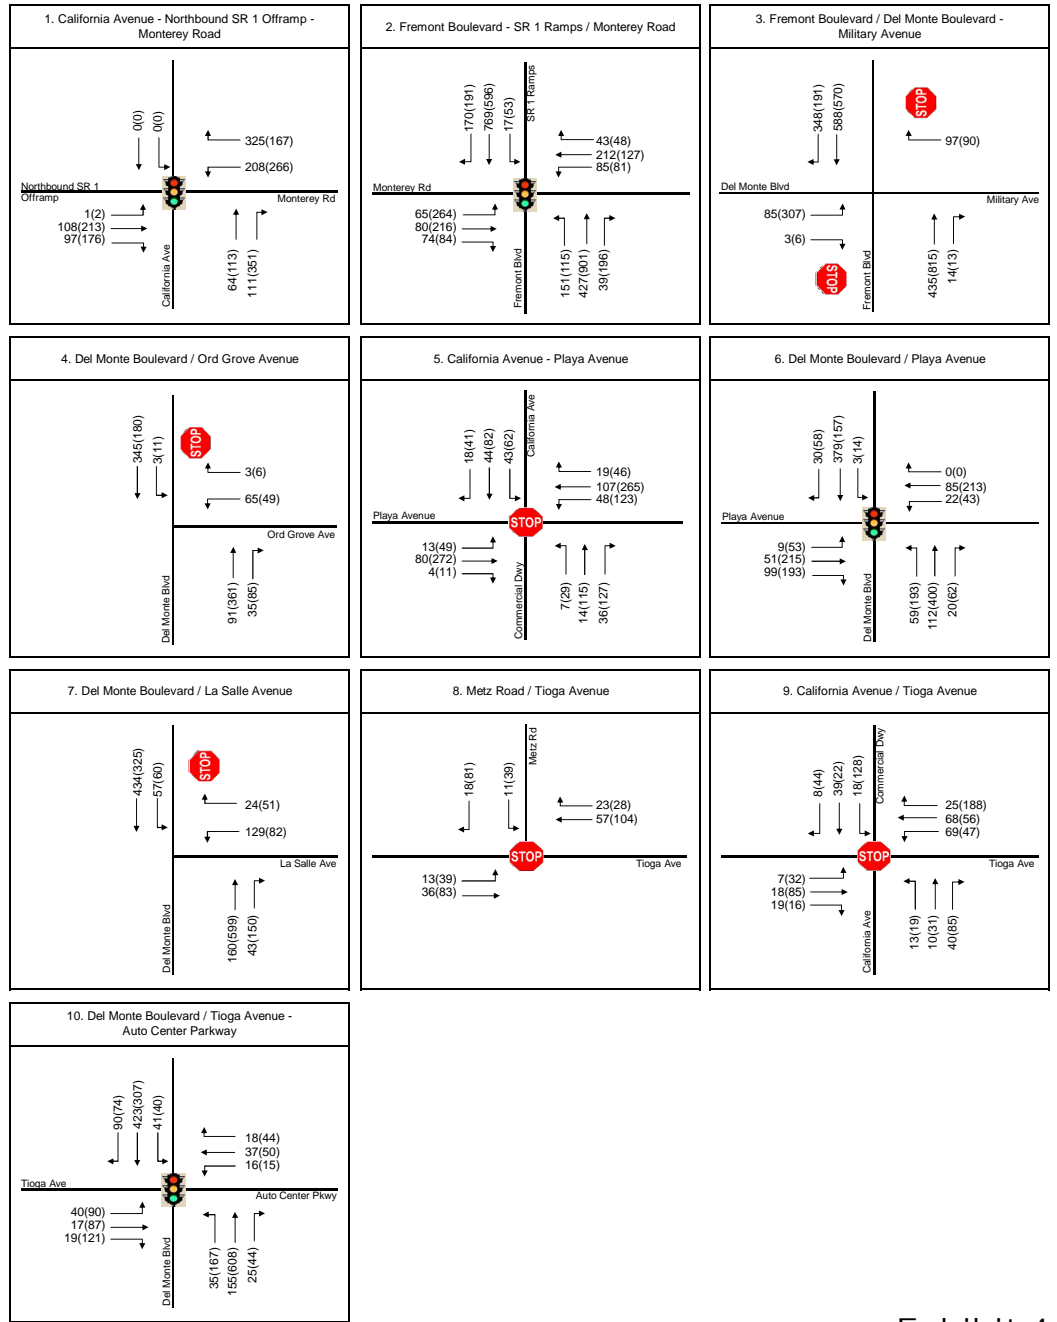 1. California Avenue - Northbound SR 1 Offramp -
Monterey Road
0(0)
0(0)
325(167)
208(266)
Northbound SR 1
Offramp
Monterey Rd
1(2)
108(213)
97(176)
California Ave
64(113)
111(351)
2. Fremont Boulevard - SR 1 Ramps / Monterey Road
170(191)
769(596)
17(53)
SR 1 Ramps
43(48)
212(127)
85(81)
Monterey Rd
65(264)
80(216)
74(84)
Fremont Blvd
151(115)
427(901)
39(196)
3. Fremont Boulevard / Del Monte Boulevard -
Military Avenue
348(191)
588(570)
STOP
97(90)
Del Monte Blvd
Military Ave
85(307)
3(6)
STOP
Fremont Blvd
435(815)
14(13)
4. Del Monte Boulevard / Ord Grove Avenue
345(180)
3(11)
STOP
3(6)
65(49)
Ord Grove Ave
Del Monte Blvd
91(361)
35(85)
5. California Avenue - Playa Avenue
18(41)
44(82)
43(62)
California Ave
19(46)
107(265)
48(123)
Playa Avenue
STOP
13(49)
80(272)
4(11)
Commercial Dwy
7(29)
14(115)
36(127)
6. Del Monte Boulevard / Playa Avenue
30(58)
379(157)
3(14)
0(0)
85(213)
22(43)
Playa Avenue
9(53)
51(215)
99(193)
Del Monte Blvd
59(193)
112(400)
20(62)
7. Del Monte Boulevard / La Salle Avenue
434(325)
57(60)
STOP
24(51)
129(82)
La Salle Ave
Del Monte Blvd
160(599)
43(150)
8. Metz Road / Tioga Avenue
18(81)
11(39)
Metz Rd
23(28)
57(104)
STOP
Tioga Ave
13(39)
36(83)
9. California Avenue / Tioga Avenue
8(44)
39(22)
18(128)
Commercial Dwy
25(188)
68(56)
69(47)
STOP
Tioga Ave
7(32)
18(85)
19(16)
California Ave
13(19)
10(31)
40(85)
10. Del Monte Boulevard / Tioga Avenue -
Auto Center Parkway
90(74)
423(307)
41(40)
18(44)
37(50)
16(15)
Tioga Ave
Auto Center Pkwy
40(90)
17(87)
19(121)
Del Monte Blvd
35(167)
155(608)
25(44)